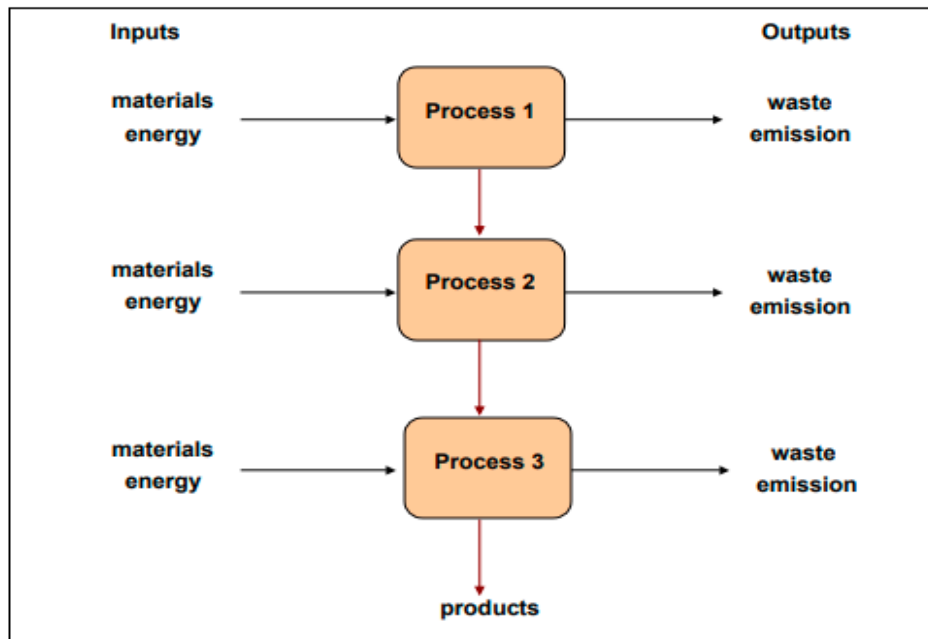 Inputs
Outputs
materials
energy
Process 1
waste
emission
materials
energy
Process 2
waste
emission
materials
energy
Process 3
waste
emission
products